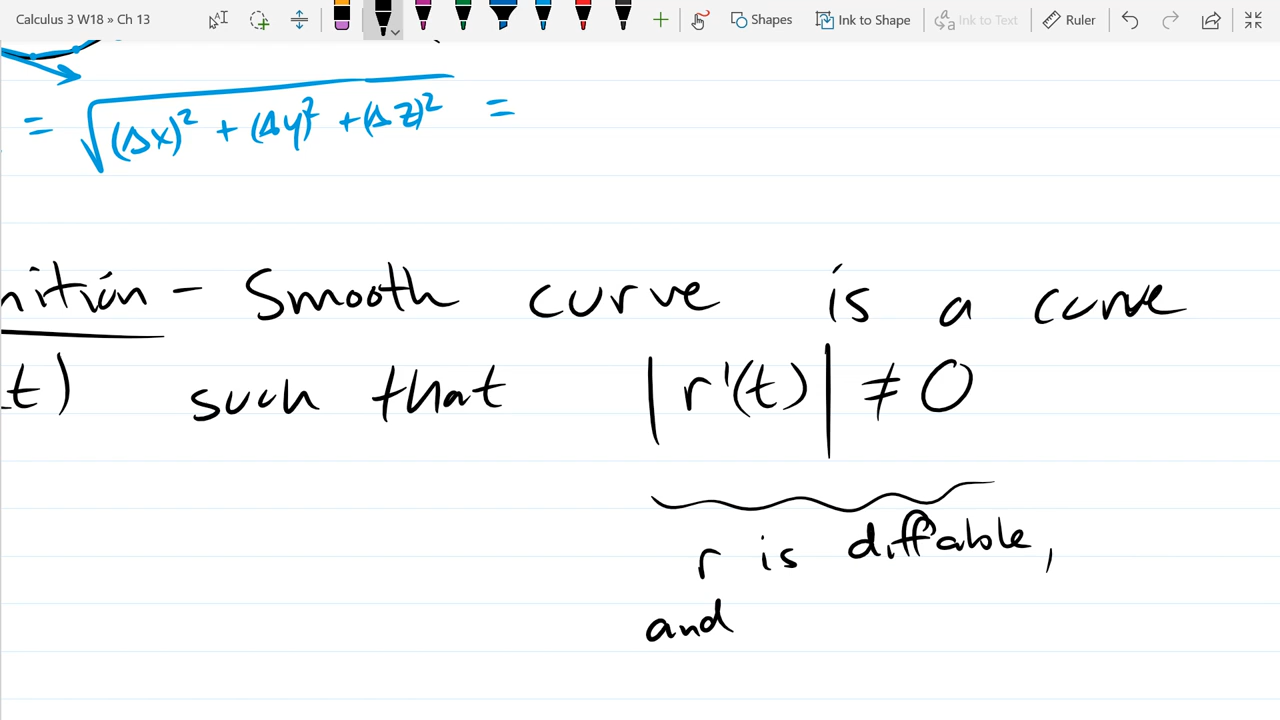 Calculus 3 W18 » Ch 13
Shapes
Ink to Shape
Ink to Text
Ruler
= √(Δx)² + (Δy)² + (Δz)² =
nition - Smooth curve is a curve
t) such that |r'(t)| ≠ 0
r is diffable,
and